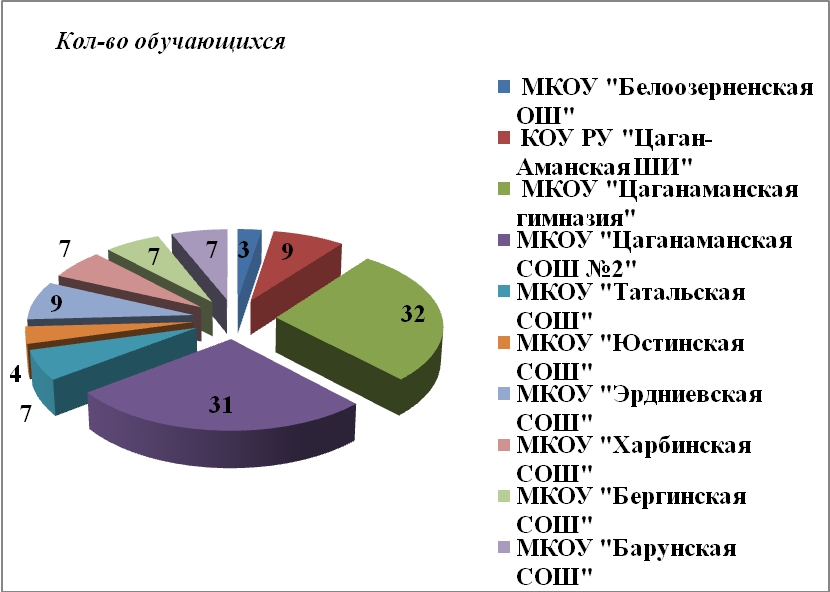 Кол-во обучающихся
МКОУ "Белоозерненская
ОШ"
КОУ РУ "Цаган-
Аманская ШИ"
МКОУ "Цаганаманская
гимназия"
МКОУ "Цаганаманская
СОШ №2"
МКОУ "Татальская
СОШ"
МКОУ "Юстинская
СОШ"
МКОУ "Эрдниевская
СОШ"
МКОУ "Харбинская
СОШ"
МКОУ "Бергинская
СОШ"
МКОУ "Барунская
СОШ"
3
9
32
31
7
4
9
7
7
7